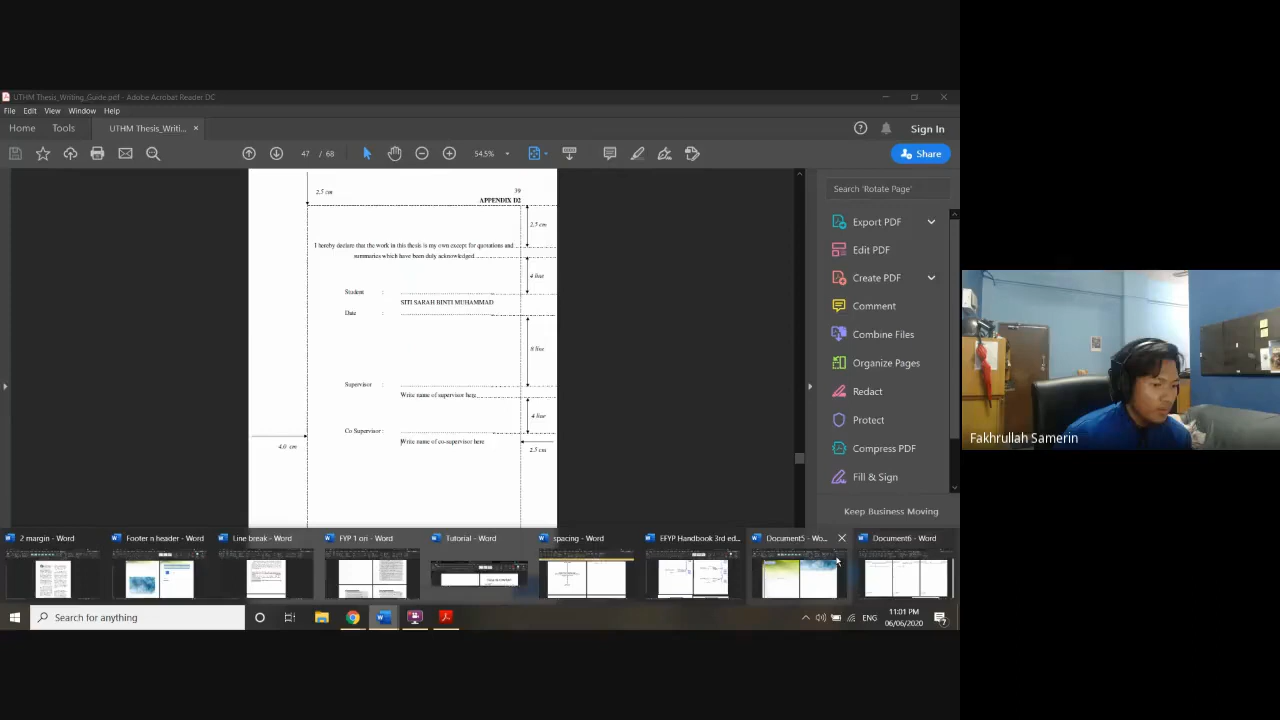 UTHM Thesis_Writing_Guide.pdf - Adobe Acrobat Reader DC
File Edit View Window Help
Home Tools UTHM Thesis_Writi... ×
Sign In
47 / 68
54.5%
Share
2.5 cm
39
APPENDIX D2
2.5 cm
I hereby declare that the work in this thesis is my own except for quotations and
summaries which have been duly acknowledged.
4 line
Student :
SITI SARAH BINTI MUHAMMAD
Date :
8 line
Supervisor :
Write name of supervisor here
4 line
Co Supervisor :
Write name of co-supervisor here
4.0 cm
2.5 cm
Search 'Rotate Page'
Export PDF
Edit PDF
Create PDF
Comment
Combine Files
Organize Pages
Redact
Protect
Compress PDF
Fill & Sign
Keep Business Moving
Fakhrullah Samerin
2 margin - Word
Footer n header - Word
Line break - Word
FYP 1 ori - Word
Tutorial - Word
spacing - Word
EFYP Handbook 3rd ed...
Document5 - Wo...
Document6 - Word
Search for anything
ENG
11:01 PM
06/06/2020